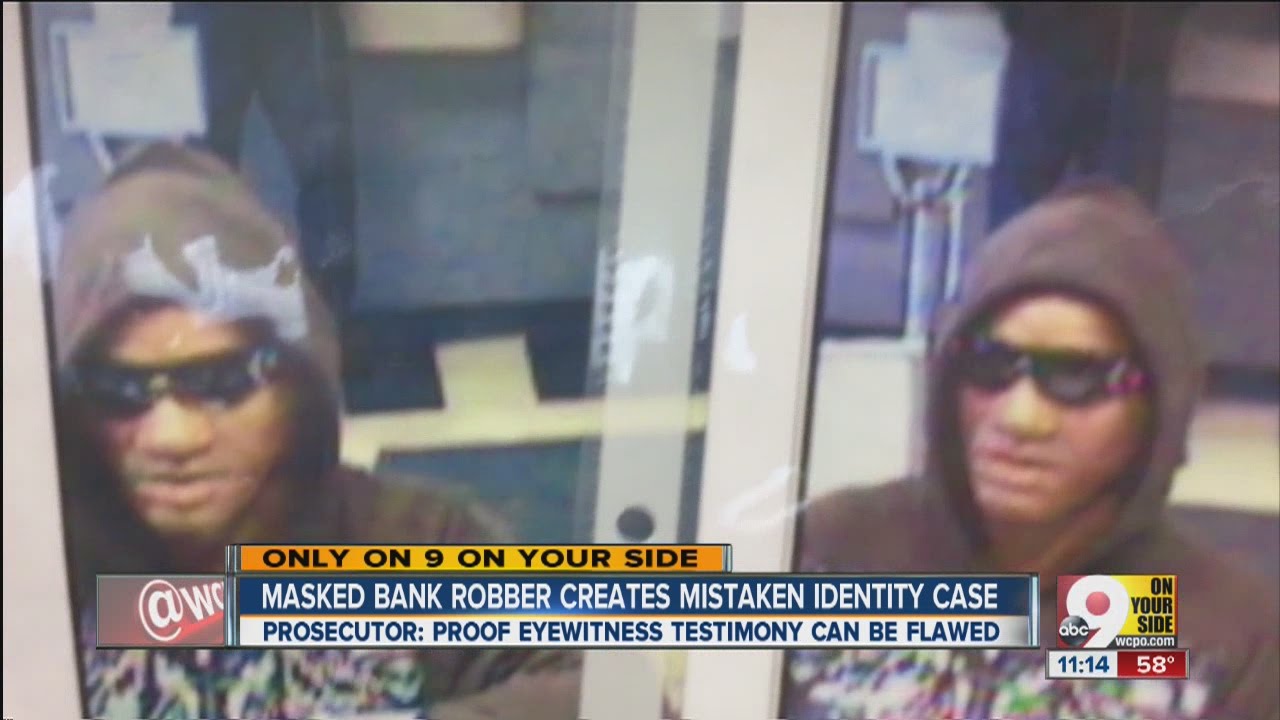 ONLY ON 9 ON YOUR SIDE
@WC
MASKED BANK ROBBER CREATES MISTAKEN IDENTITY CASE
PROSECUTOR: PROOF EYEWITNESS TESTIMONY CAN BE FLAWED
abc 9 ON YOUR SIDE
wcpo.com
11:14 58°